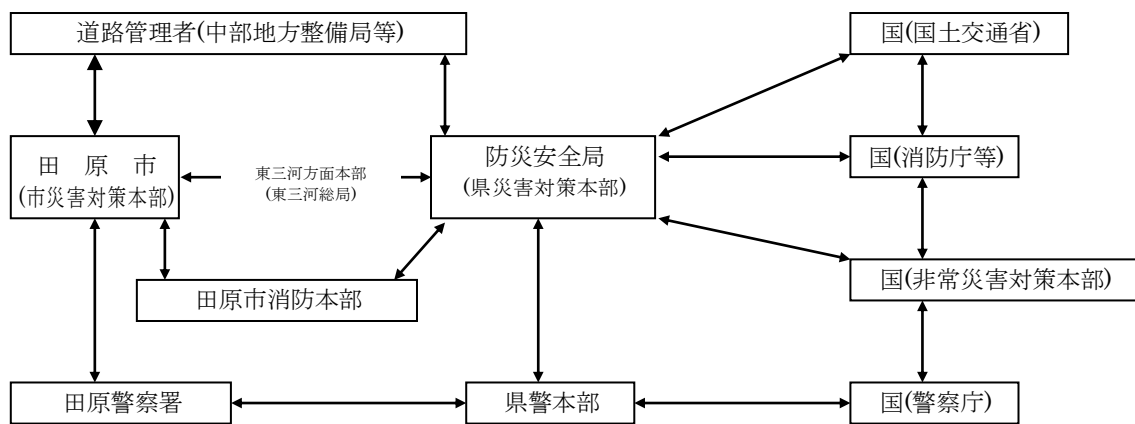 道路管理者(中部地方整備局等)
国(国土交通省)
田　原　市
(市災害対策本部)
東三河方面本部
(東三河総局)
防災安全局
(県災害対策本部)
国(消防庁等)
田原市消防本部
国(非常災害対策本部)
田原警察署
県警本部
国(警察庁)